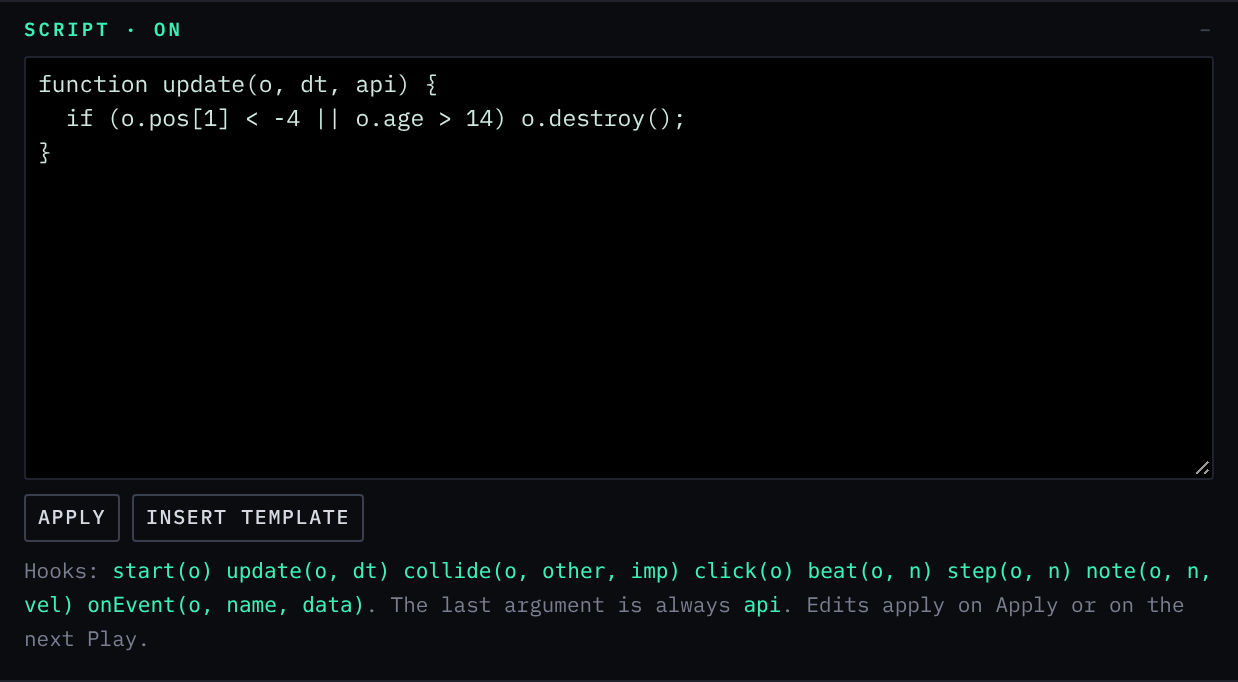 SCRIPT · ON
–
function update(o, dt, api) {
  if (o.pos[1] < -4 || o.age > 14) o.destroy();
}
APPLY
INSERT TEMPLATE
Hooks: start(o) update(o, dt) collide(o, other, imp) click(o) beat(o, n) step(o, n) note(o, n,
vel) onEvent(o, name, data). The last argument is always api. Edits apply on Apply or on the
next Play.